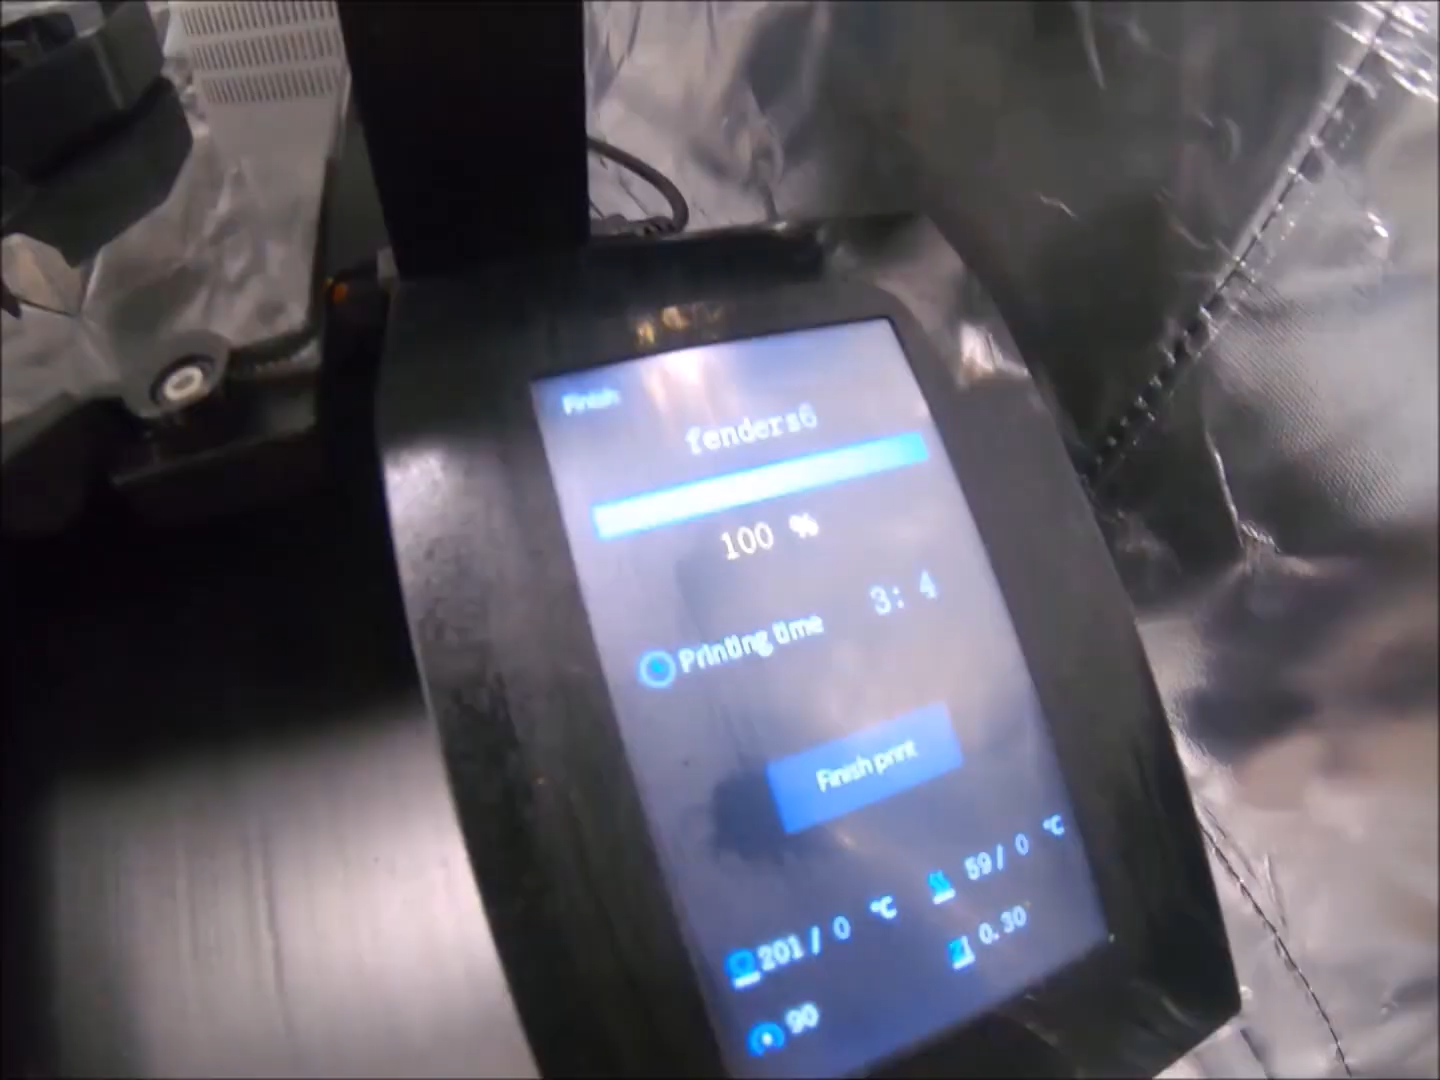 Finish
fenders6
100 %
Printing time 3: 4
Finish print
201 / 0 °C 59 / 0 °C
90 0.30